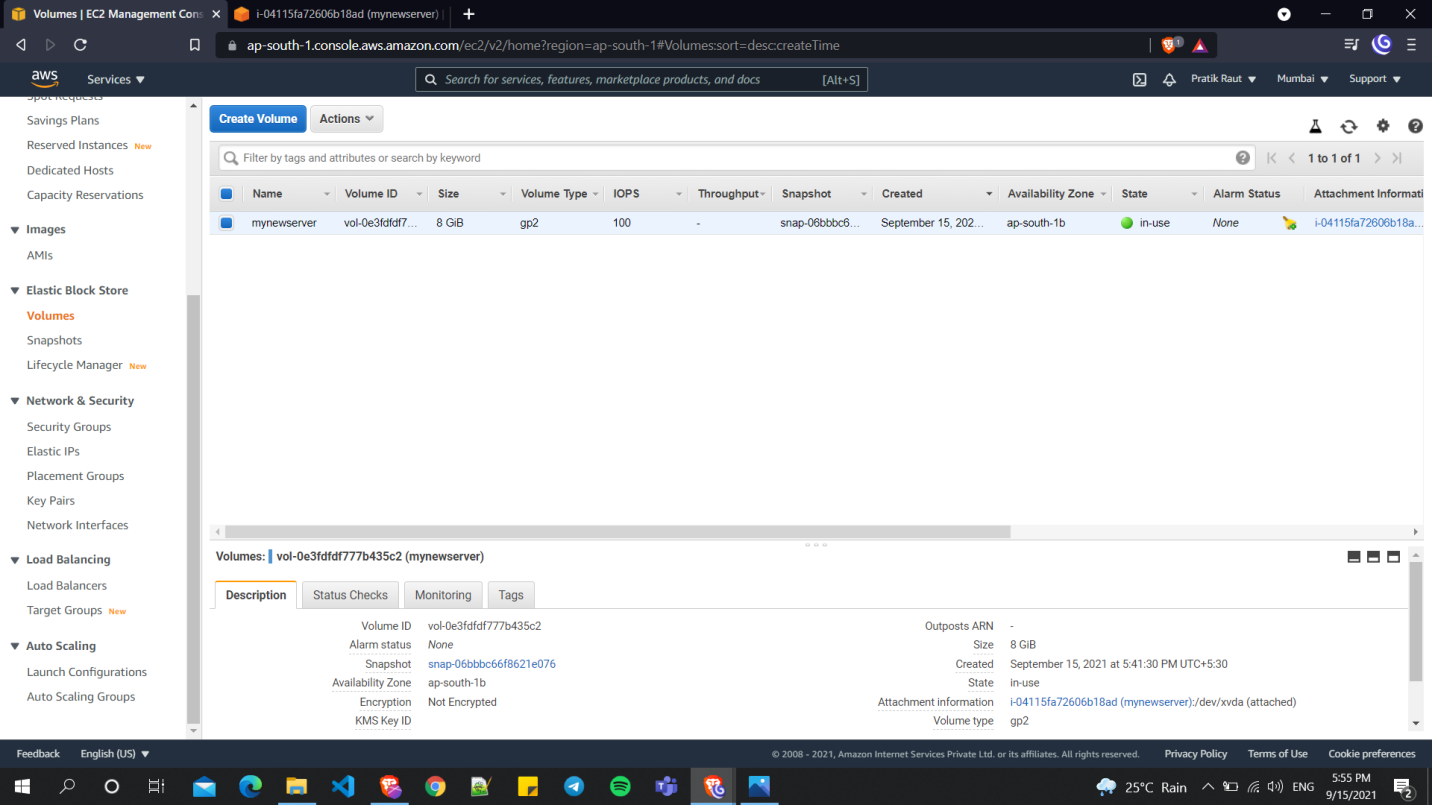 Volumes | EC2 Management Cons
i-04115fa72606b18ad (mynewserver)
ap-south-1.console.aws.amazon.com/ec2/v2/home?region=ap-south-1#Volumes:sort=desc:createTime
1
aws Services Search for services, features, marketplace products, and docs [Alt+S] Pratik Raut Mumbai Support
Spot Requests
Savings Plans
Reserved Instances New
Dedicated Hosts
Capacity Reservations
Images
AMIs
Elastic Block Store
Volumes
Snapshots
Lifecycle Manager New
Network & Security
Security Groups
Elastic IPs
Placement Groups
Key Pairs
Network Interfaces
Load Balancing
Load Balancers
Target Groups New
Auto Scaling
Launch Configurations
Auto Scaling Groups
Create Volume Actions
Filter by tags and attributes or search by keyword 1 to 1 of 1
Name Volume ID Size Volume Type IOPS Throughput Snapshot Created Availability Zone State Alarm Status Attachment Informati
mynewserver vol-0e3fdfdf7... 8 GiB gp2 100 - snap-06bbbc6... September 15, 202... ap-south-1b in-use None i-04115fa72606b18a...
Volumes: vol-0e3fdfdf777b435c2 (mynewserver)
Description Status Checks Monitoring Tags
Volume ID vol-0e3fdfdf777b435c2
Alarm status None
Snapshot snap-06bbbc66f8621e076
Availability Zone ap-south-1b
Encryption Not Encrypted
KMS Key ID
Outposts ARN -
Size 8 GiB
Created September 15, 2021 at 5:41:30 PM UTC+5:30
State in-use
Attachment information i-04115fa72606b18ad (mynewserver):/dev/xvda (attached)
Volume type gp2
Feedback English (US) © 2008 - 2021, Amazon Internet Services Private Ltd. or its affiliates. All rights reserved. Privacy Policy Terms of Use Cookie preferences
25°C Rain ENG
5:55 PM
9/15/2021
2